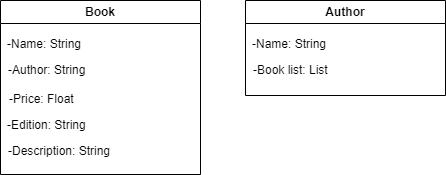 Book
-Name: String
-Author: String
-Price: Float
-Edition: String
-Description: String
Author
-Name: String
-Book list: List